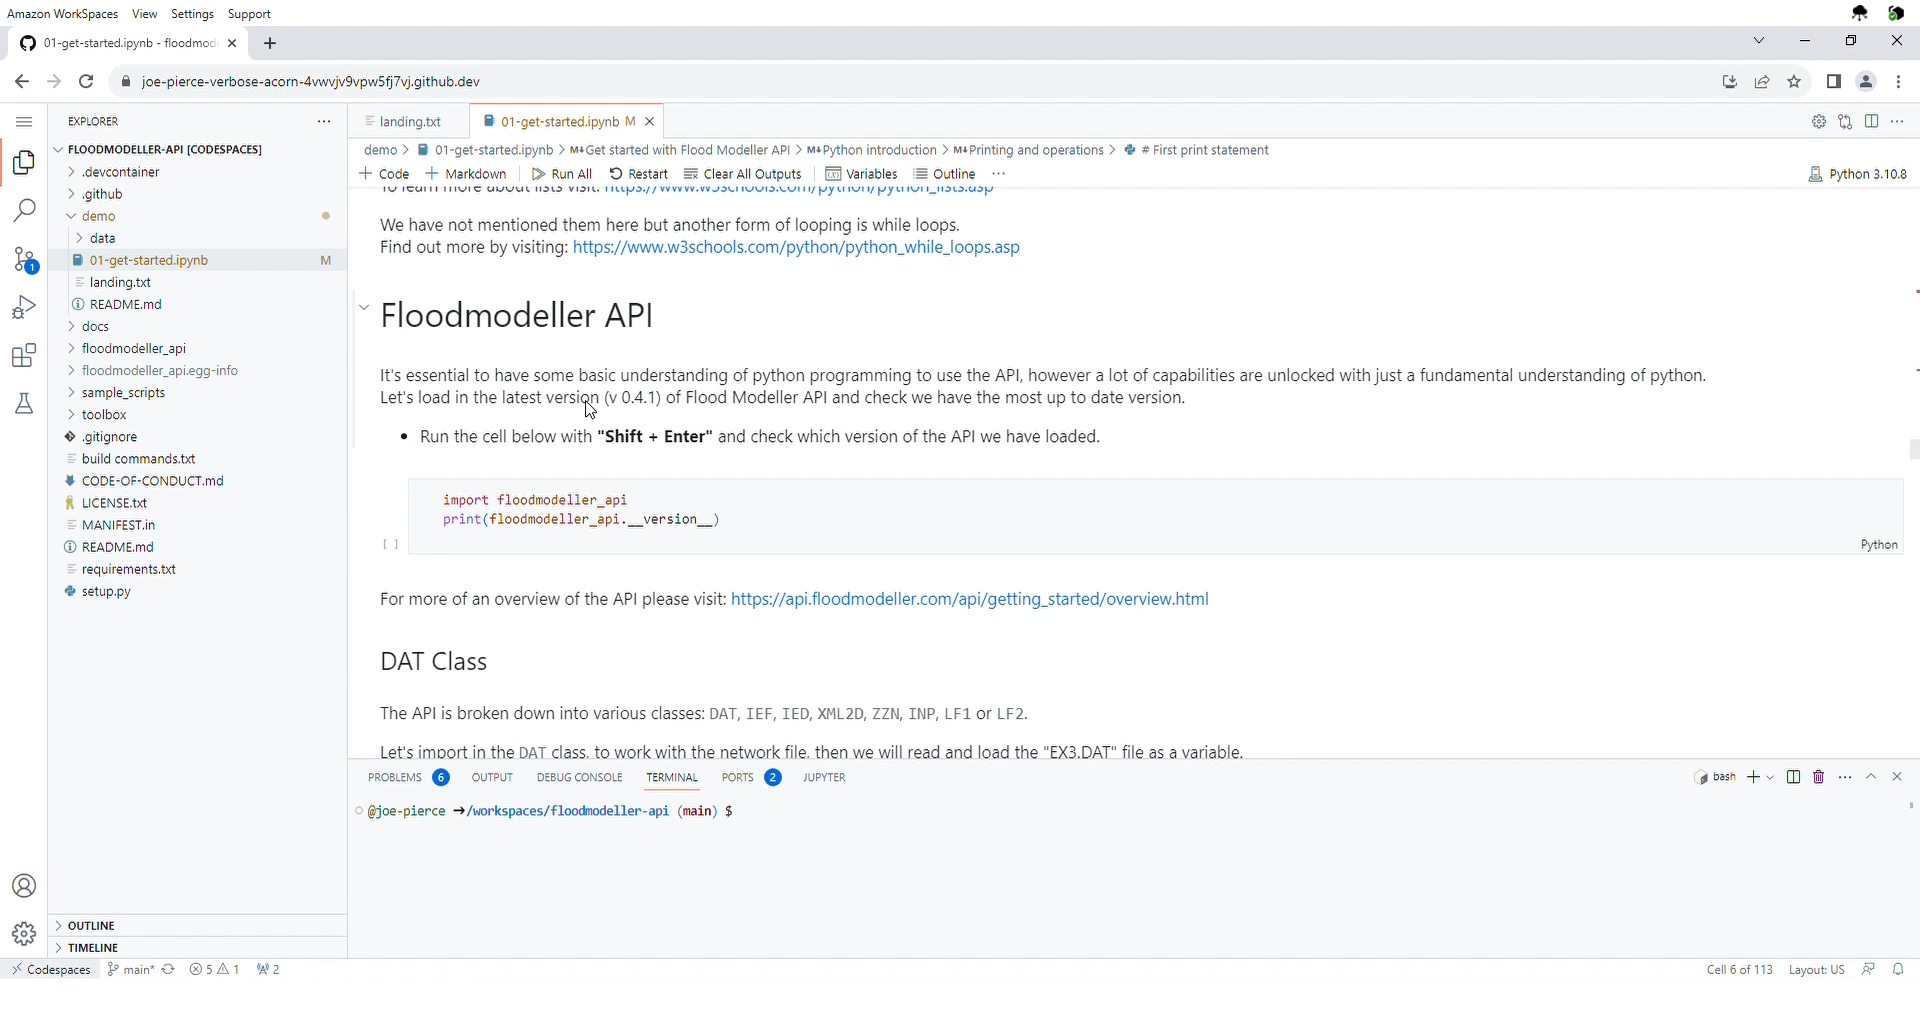 Amazon WorkSpaces View Settings Support
01-get-started.ipynb - floodmod
joe-pierce-verbose-acorn-4vwvjv9vpw5fj7vj.github.dev
EXPLORER
FLOODMODELLER-API [CODESPACES]
.devcontainer
.github
demo
data
01-get-started.ipynb M
landing.txt
README.md
docs
floodmodeller_api
floodmodeller_api.egg-info
sample_scripts
toolbox
.gitignore
build commands.txt
CODE-OF-CONDUCT.md
LICENSE.txt
MANIFEST.in
README.md
requirements.txt
setup.py
OUTLINE
TIMELINE
landing.txt 01-get-started.ipynb M
demo > 01-get-started.ipynb > M↓Get started with Flood Modeller API > M↓Python introduction > M↓Printing and operations > # First print statement
+ Code + Markdown Run All Restart Clear All Outputs Variables Outline ... Python 3.10.8
To learn more about lists visit: https://www.w3schools.com/python/python_lists.asp
We have not mentioned them here but another form of looping is while loops.
Find out more by visiting: https://www.w3schools.com/python/python_while_loops.asp
Floodmodeller API
It's essential to have some basic understanding of python programming to use the API, however a lot of capabilities are unlocked with just a fundamental understanding of python.
Let's load in the latest version (v 0.4.1) of Flood Modeller API and check we have the most up to date version.
• Run the cell below with "Shift + Enter" and check which version of the API we have loaded.
import floodmodeller_api
print(floodmodeller_api.__version__)
[ ] Python
For more of an overview of the API please visit: https://api.floodmodeller.com/api/getting_started/overview.html
DAT Class
The API is broken down into various classes: DAT, IEF, IED, XML2D, ZZN, INP, LF1 or LF2.
Let's import in the DAT class, to work with the network file, then we will read and load the "EX3.DAT" file as a variable.
PROBLEMS 6 OUTPUT DEBUG CONSOLE TERMINAL PORTS 2 JUPYTER bash
@joe-pierce →/workspaces/floodmodeller-api (main) $
1
Codespaces main* 5 1 2 Cell 6 of 113 Layout: US